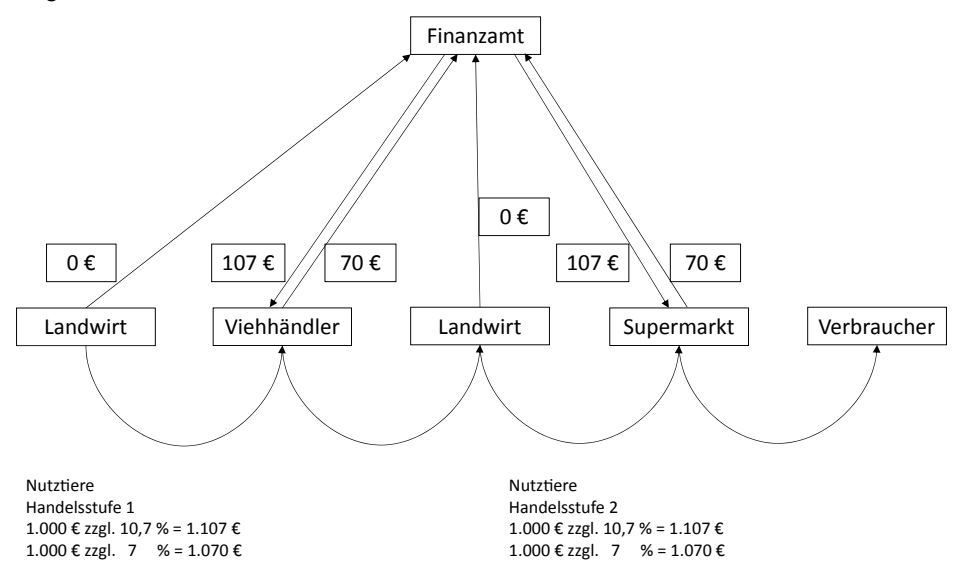 Finanzamt
0 €
0 €
107 €
70 €
107 €
70 €
Landwirt
Viehhändler
Landwirt
Supermarkt
Verbraucher
Nutztiere
Handelsstufe 1
1.000 € zzgl. 10,7 % = 1.107 €
1.000 € zzgl. 7 % = 1.070 €
Nutztiere
Handelsstufe 2
1.000 € zzgl. 10,7 % = 1.107 €
1.000 € zzgl. 7 % = 1.070 €